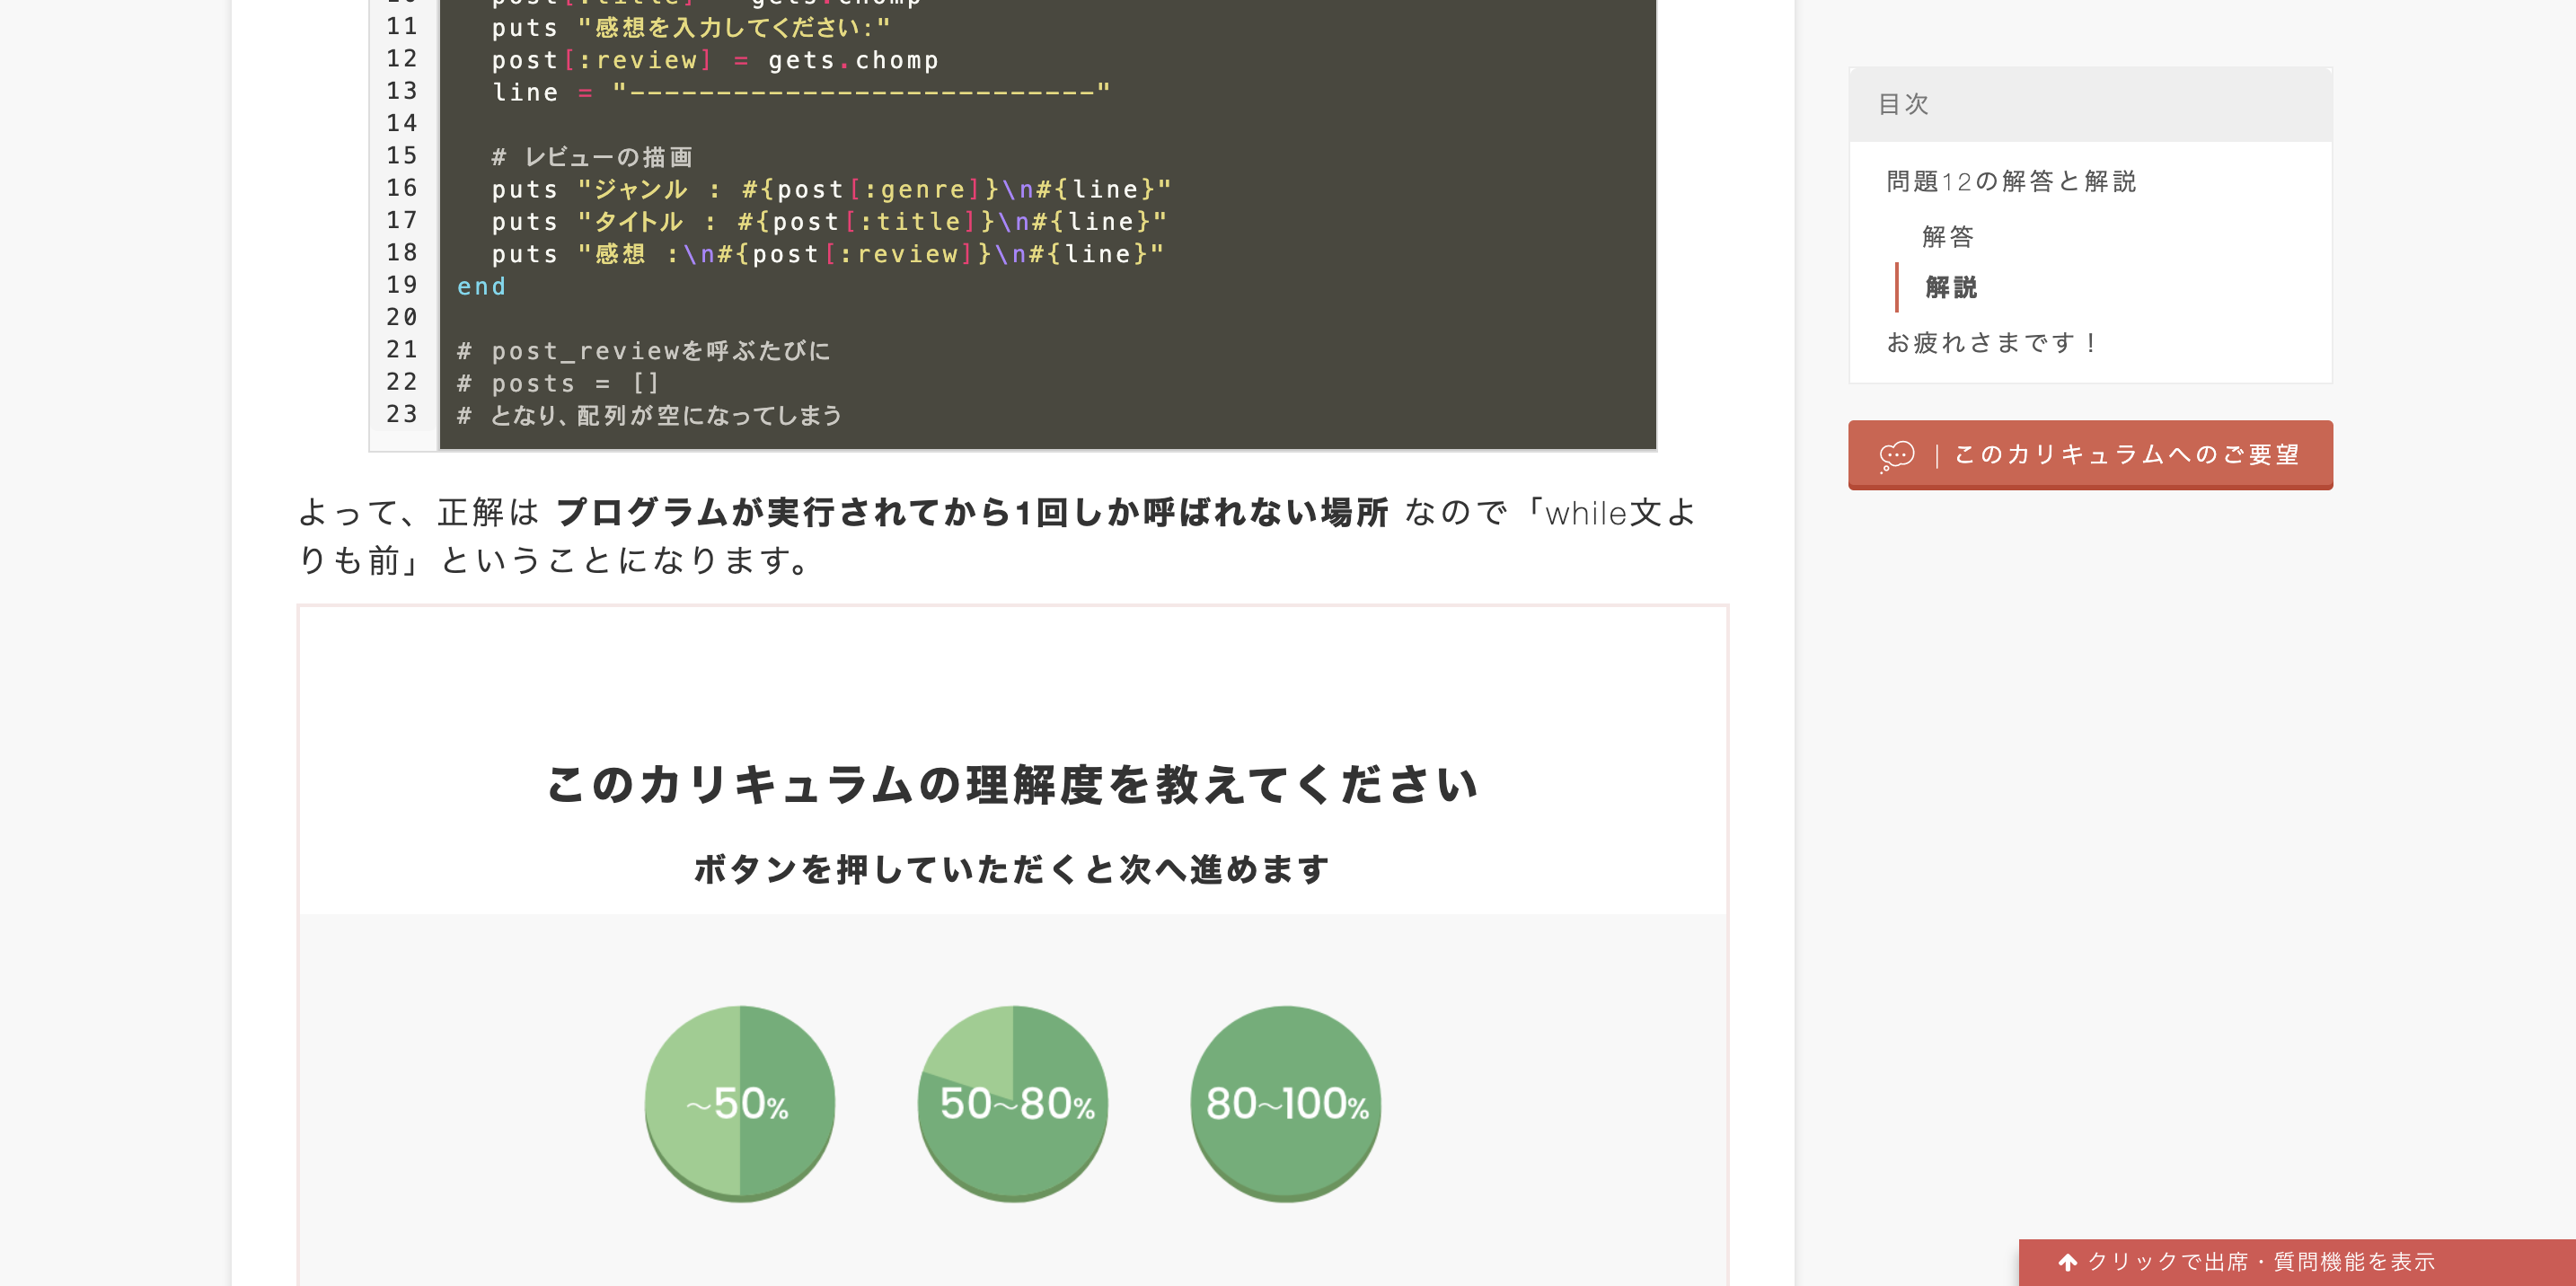 11 puts "感想を入力してください:"
12 post[:review] = gets.chomp
13 line = "---------------------------"
14
15 # レビューの描画
16 puts "ジャンル : #{post[:genre]}\n#{line}"
17 puts "タイトル : #{post[:title]}\n#{line}"
18 puts "感想 :\n#{post[:review]}\n#{line}"
19 end
20
21 # post_reviewを呼ぶたびに
22 # posts = []
23 # となり、配列が空になってしまう
よって、正解は プログラムが実行されてから1回しか呼ばれない場所 なので「while文よ
りも前」ということになります。
このカリキュラムの理解度を教えてください
ボタンを押していただくと次へ進めます
〜50%
50〜80%
80〜100%
目次
問題12の解答と解説
解答
解説
お疲れさまです！
| このカリキュラムへのご要望
クリックで出席・質問機能を表示